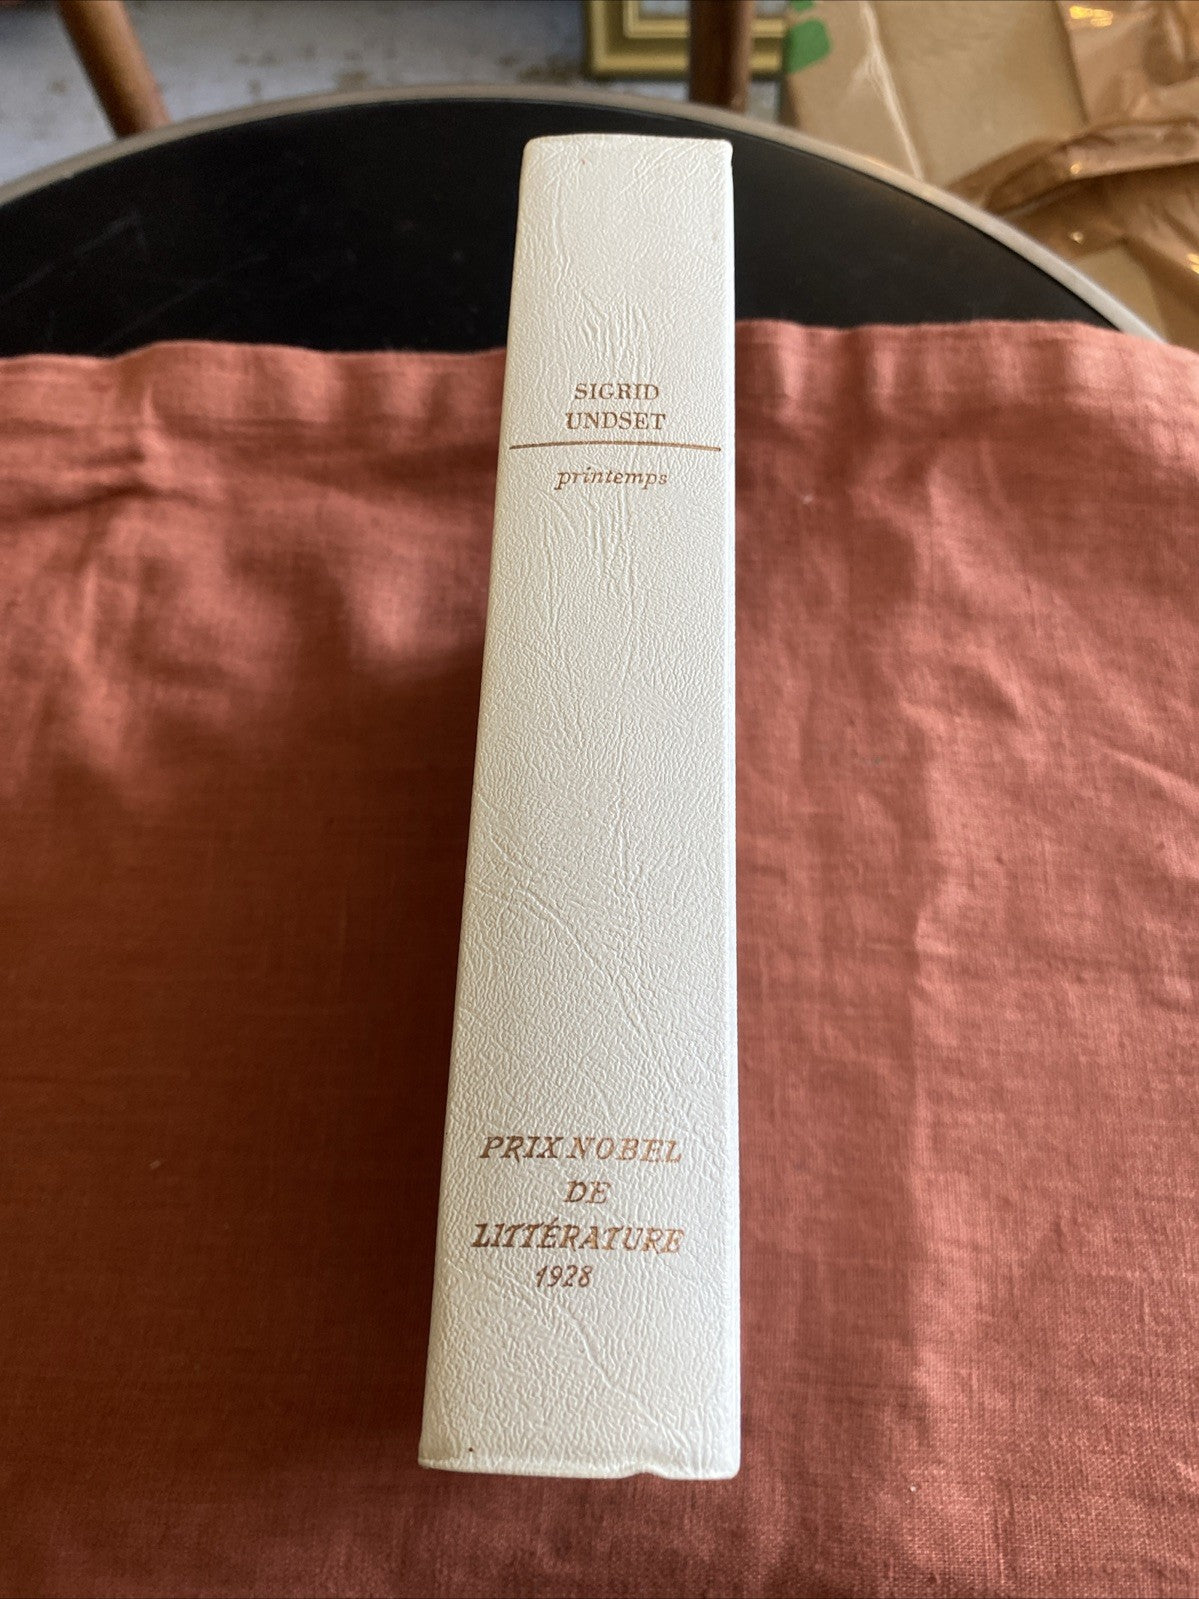 SIGRID
UNDSET
printemps
PRIX NOBEL
DE
LITTÉRATURE
1928